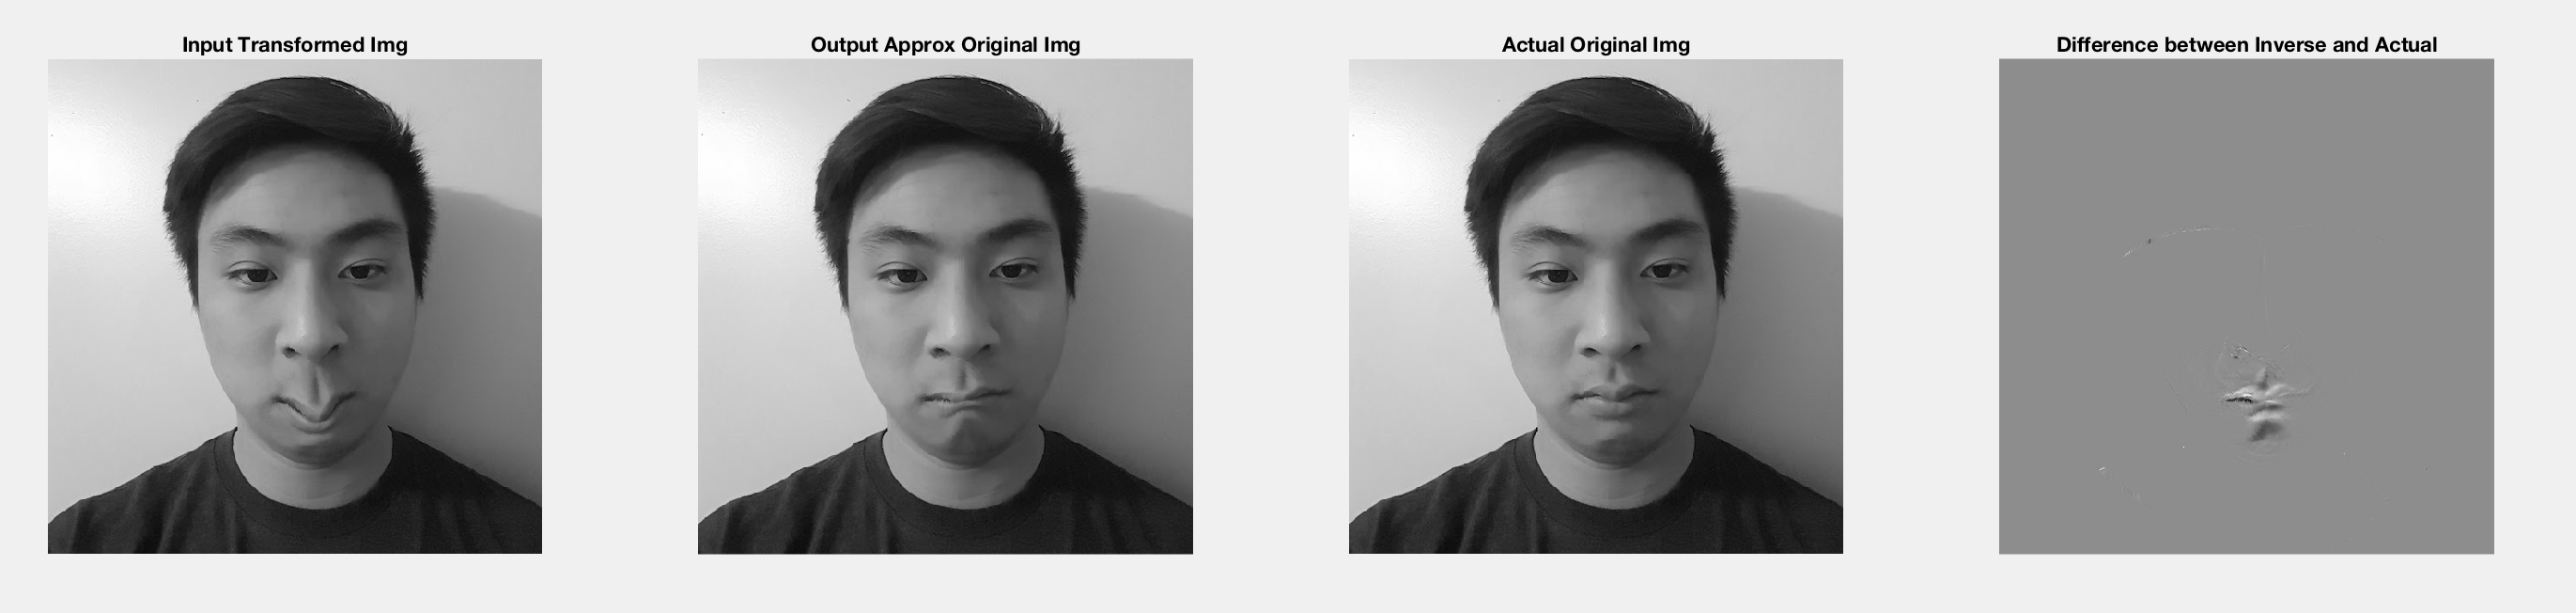 Input Transformed Img
Output Approx Original Img
Actual Original Img
Difference between Inverse and Actual